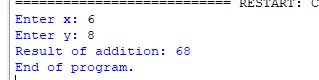 ============================ RESTART: C
Enter x: 6
Enter y: 8
Result of addition: 68
End of program.